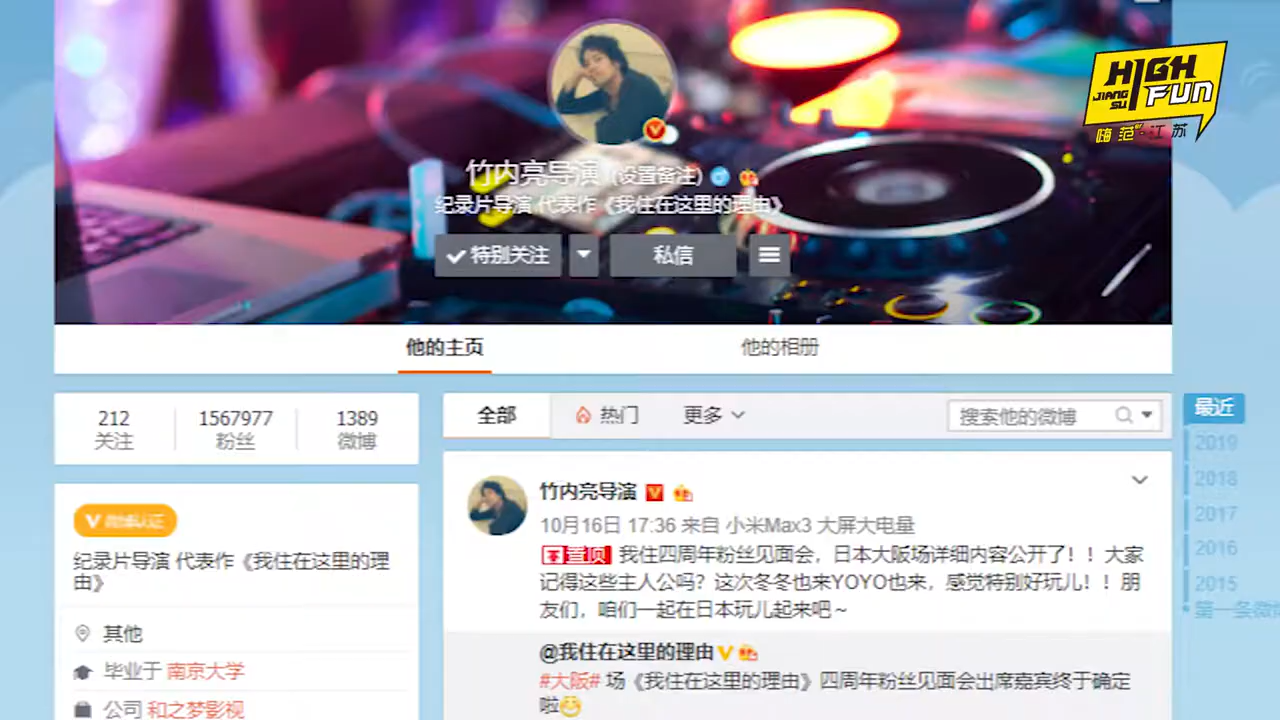 HIGH
JIANG
SU
FUN
嗨范·江苏
竹内亮导演 (设置备注)
纪录片导演 代表作《我住在这里的理由》
特别关注
私信
他的主页
他的相册
212
关注
1567977
粉丝
1389
微博
全部
热门
更多
搜索他的微博
最近
2019
2018
2017
2016
2015
第一条微博
V 微博认证
纪录片导演 代表作《我住在这里的理
由》
其他
毕业于 南京大学
公司 和之梦影视
竹内亮导演
10月16日 17:36 来自 小米Max3 大屏大电量
置顶 我住四周年粉丝见面会，日本大阪场详细内容公开了！！大家
记得这些主人公吗？这次冬冬也来YOYO也来，感觉特别好玩儿！！朋
友们，咱们一起在日本玩儿起来吧~
@我住在这里的理由
#大阪# 场《我住在这里的理由》四周年粉丝见面会出席嘉宾终于确定
啦